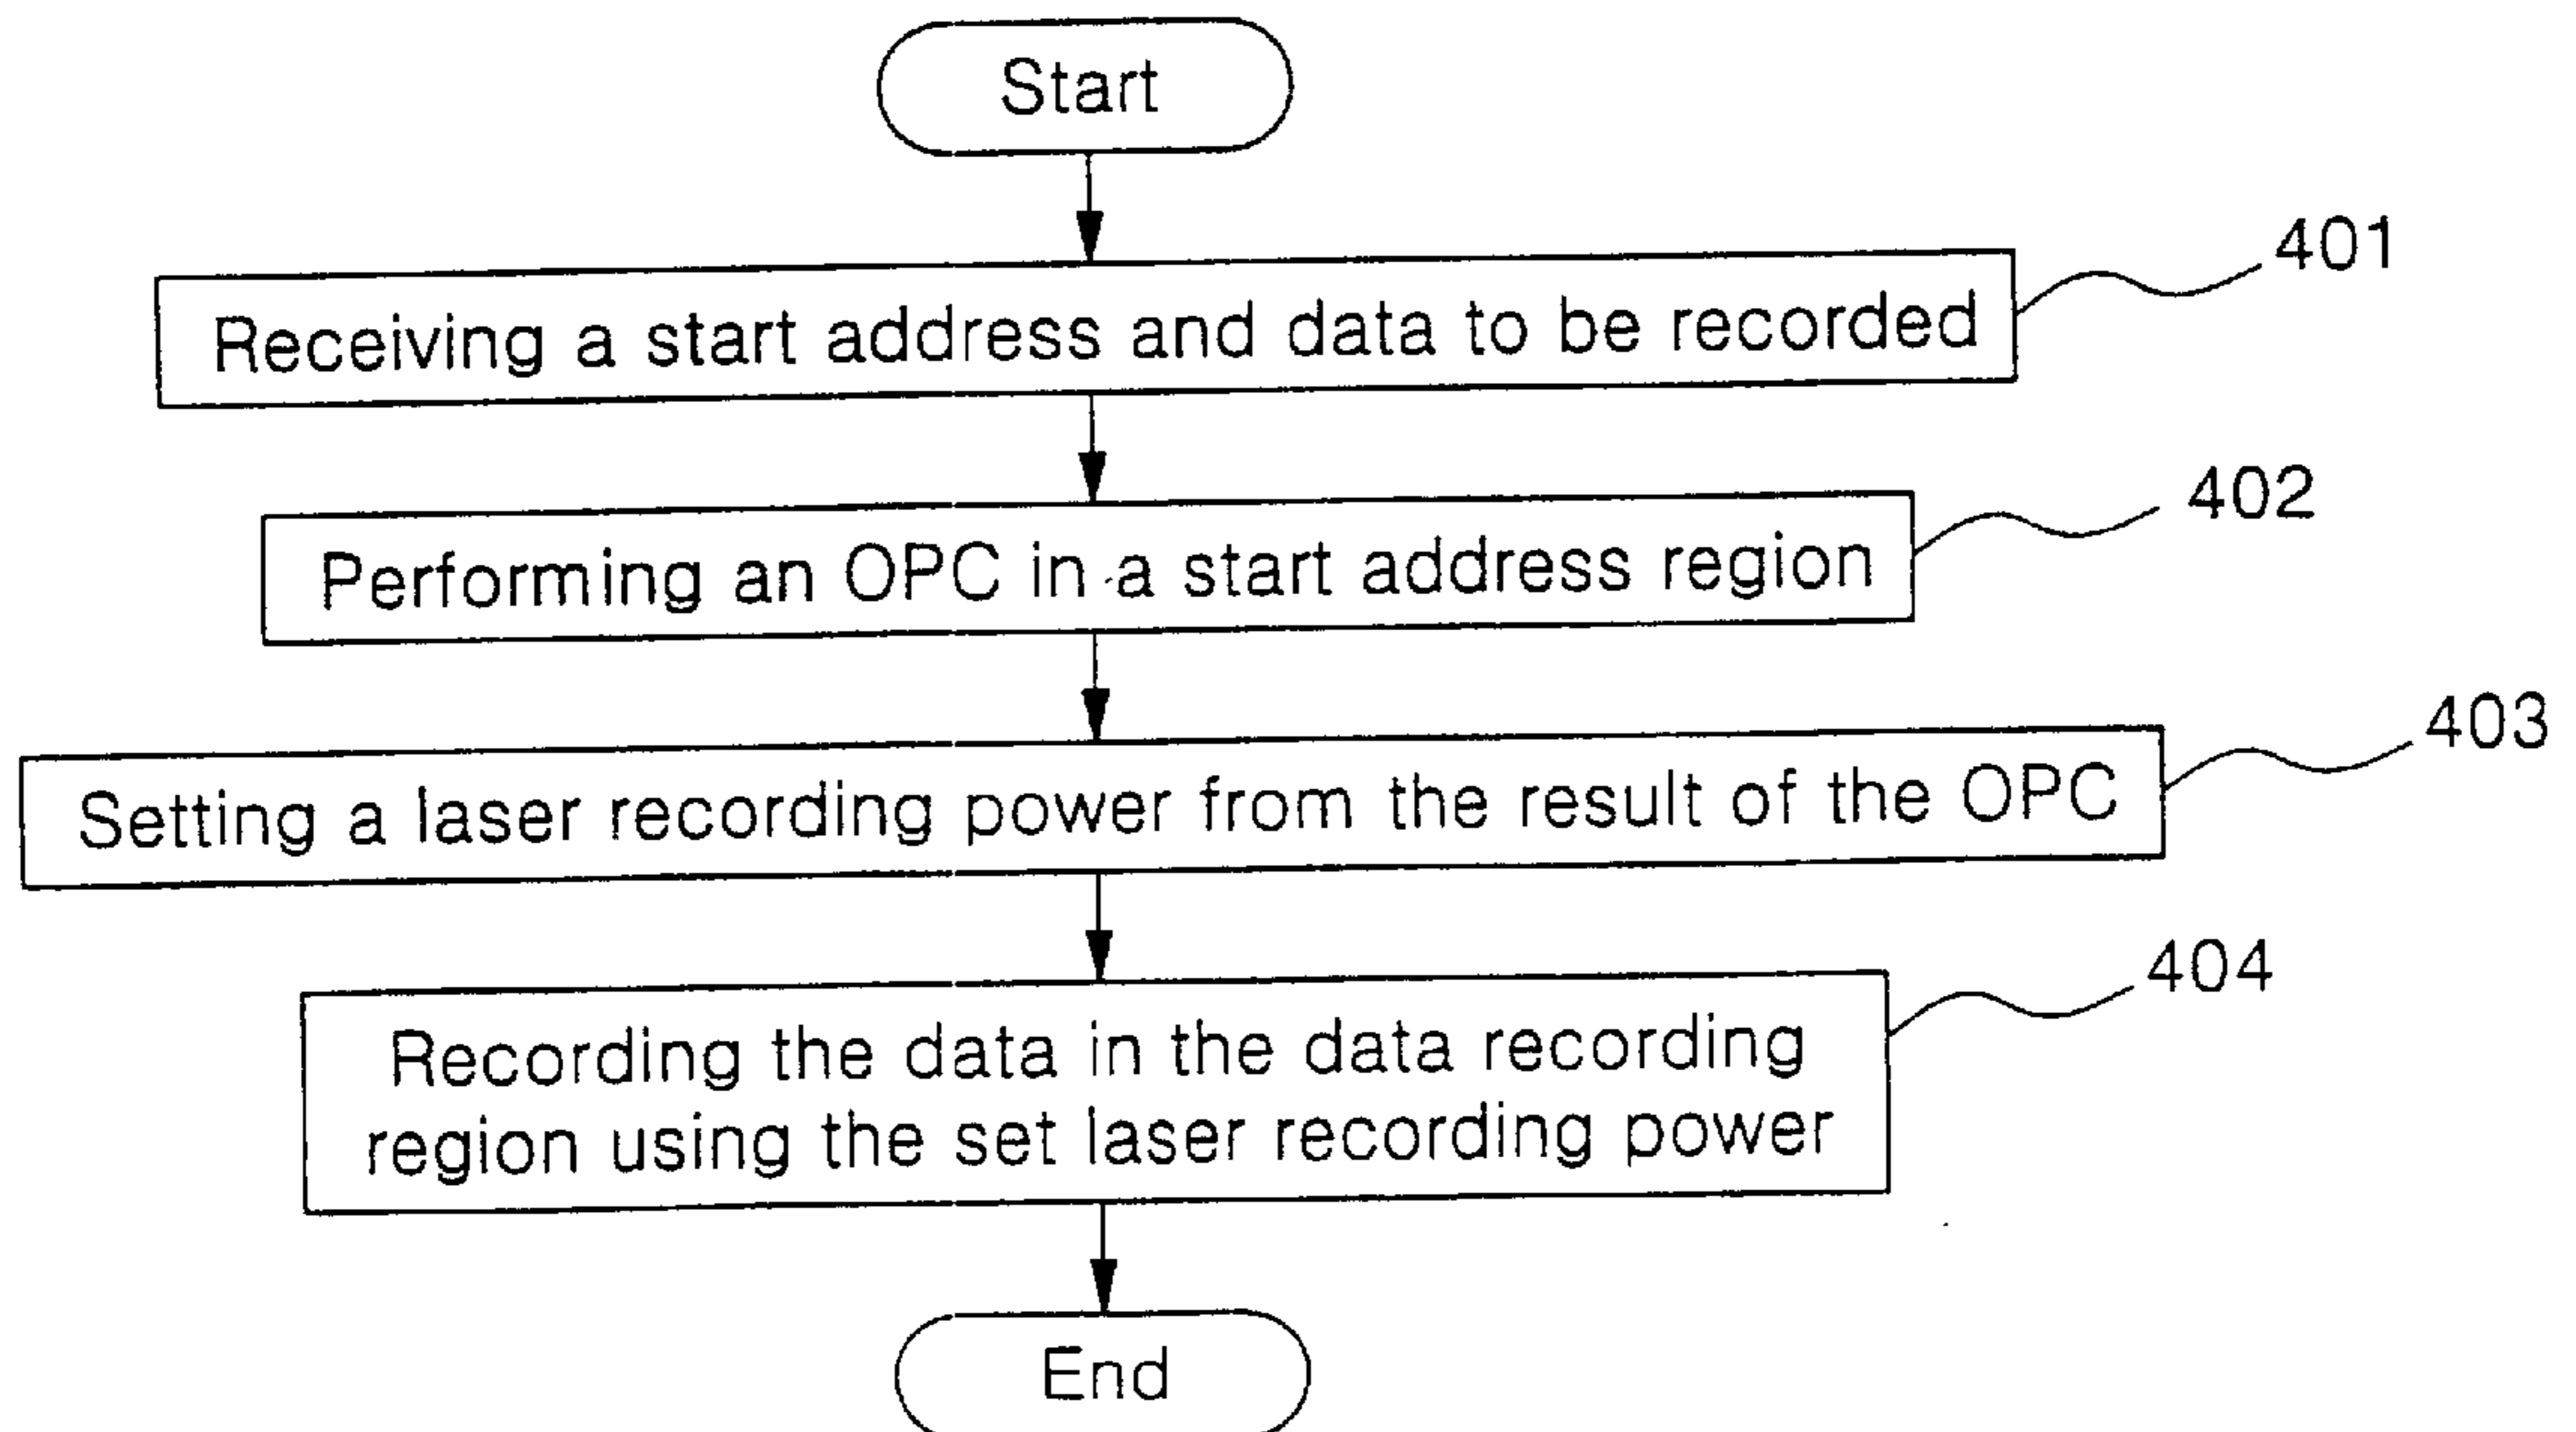 Start
401
Receiving a start address and data to be recorded
402
Performing an OPC in a start address region
403
Setting a laser recording power from the result of the OPC
404
Recording the data in the data recording
region using the set laser recording power
End